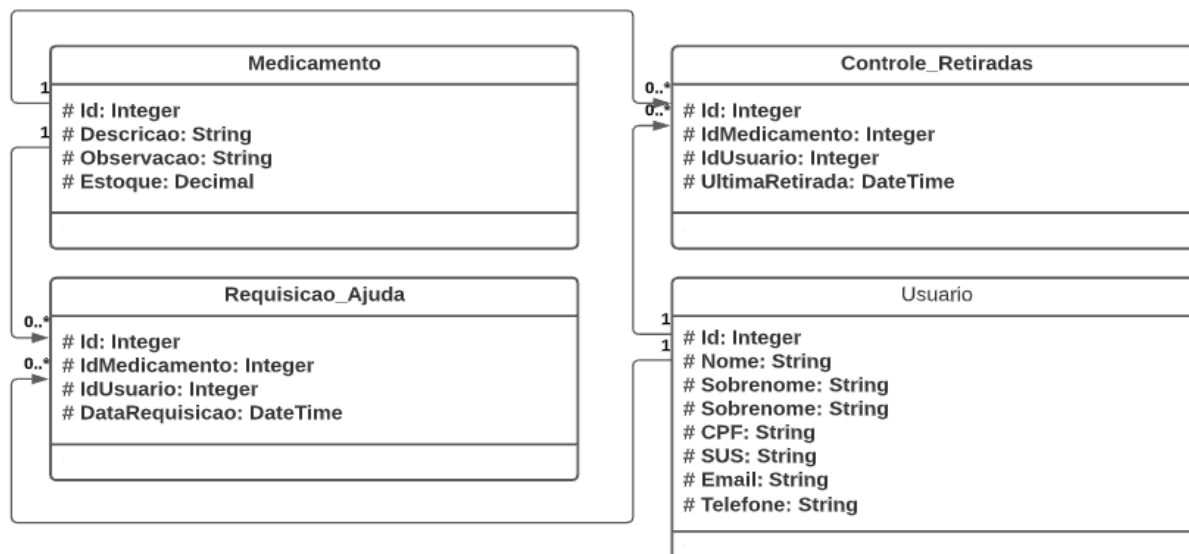 Medicamento
1
# Id: Integer
1
# Descricao: String
# Observacao: String
# Estoque: Decimal
Controle_Retiradas
0..*
# Id: Integer
0..*
# IdMedicamento: Integer
# IdUsuario: Integer
# UltimaRetirada: DateTime
Requisicao_Ajuda
0..*
# Id: Integer
0..*
# IdMedicamento: Integer
# IdUsuario: Integer
# DataRequisicao: DateTime
Usuario
1
# Id: Integer
1
# Nome: String
# Sobrenome: String
# Sobrenome: String
# CPF: String
# SUS: String
# Email: String
# Telefone: String